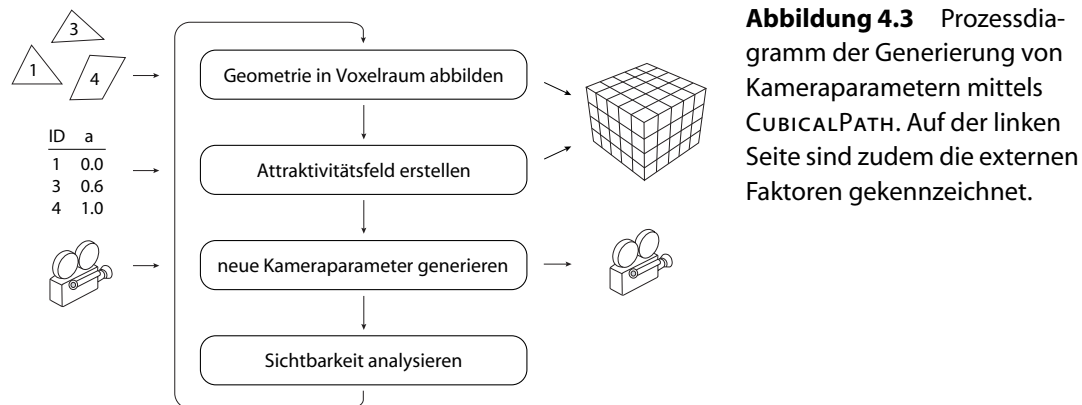 3
1
4
ID a
1 0.0
3 0.6
4 1.0
Geometrie in Voxelraum abbilden
Attraktivitätsfeld erstellen
neue Kameraparameter generieren
Sichtbarkeit analysieren
Abbildung 4.3 Prozessdia-
gramm der Generierung von
Kameraparametern mittels
CUBICALPATH. Auf der linken
Seite sind zudem die externen
Faktoren gekennzeichnet.